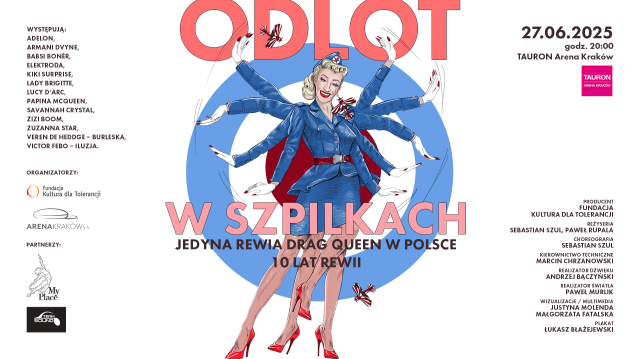 ODLOT
W SZPILKACH
JEDYNA REWIA DRAG QUEEN W POLSCE
10 LAT REWII
WYSTĘPUJĄ:
ADELON,
ARMANI DVYNE,
BABSI BONÉR,
ELEKTRODA,
KIKI SURPRISE,
LADY BRIGITTE,
LUCY D'ARC,
PAPINA MCQUEEN,
SAVANNAH CRYSTAL,
ZIZI BOOM,
ZUZANNA STAR,
VEREN DE HEDDGE – BURLESKA,
VICTOR FEBO – ILUZJA.
ORGANIZATORZY:
Fundacja
Kultura dla Tolerancji
ARENAKRAKÓW S.A
PARTNERZY:
My
Place
27.06.2025
godz. 20:00
TAURON Arena Kraków
TAURON
ARENA KRAKÓW
PRODUCENT
FUNDACJA
KULTURA DLA TOLERANCJI
REŻYSERIA
SEBASTIAN SZUL, PAWEŁ RUPALA
CHOREOGRAFIA
SEBASTIAN SZUL
KIEROWNICTWO TECHNICZNE
MARCIN CHRZANOWSKI
REALIZATOR DŹWIĘKU
ANDRZEJ BĄCZYŃSKI
REALIZATOR ŚWIATŁA
PAWEŁ MURLIK
WIZUALIZACJE / MULTIMEDIA
JUSTYNA MOLENDA
MAŁGORZATA FATALSKA
PLAKAT
ŁUKASZ BŁAŻEJEWSKI